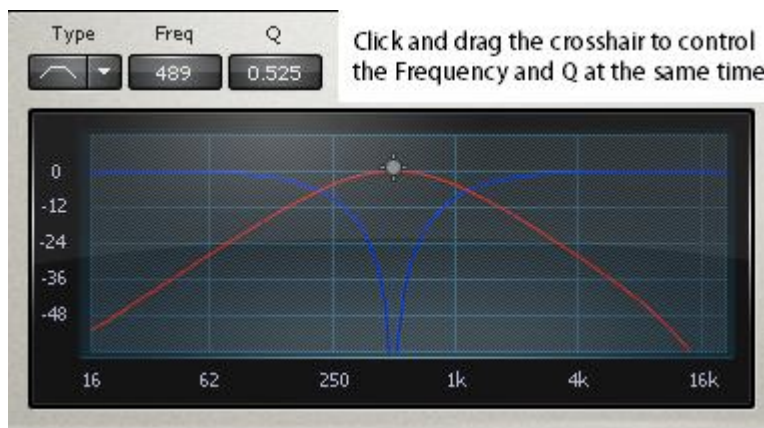 Type Freq Q
489 0.525
Click and drag the crosshair to control
the Frequency and Q at the same time
0
-12
-24
-36
-48
16 62 250 1k 4k 16k